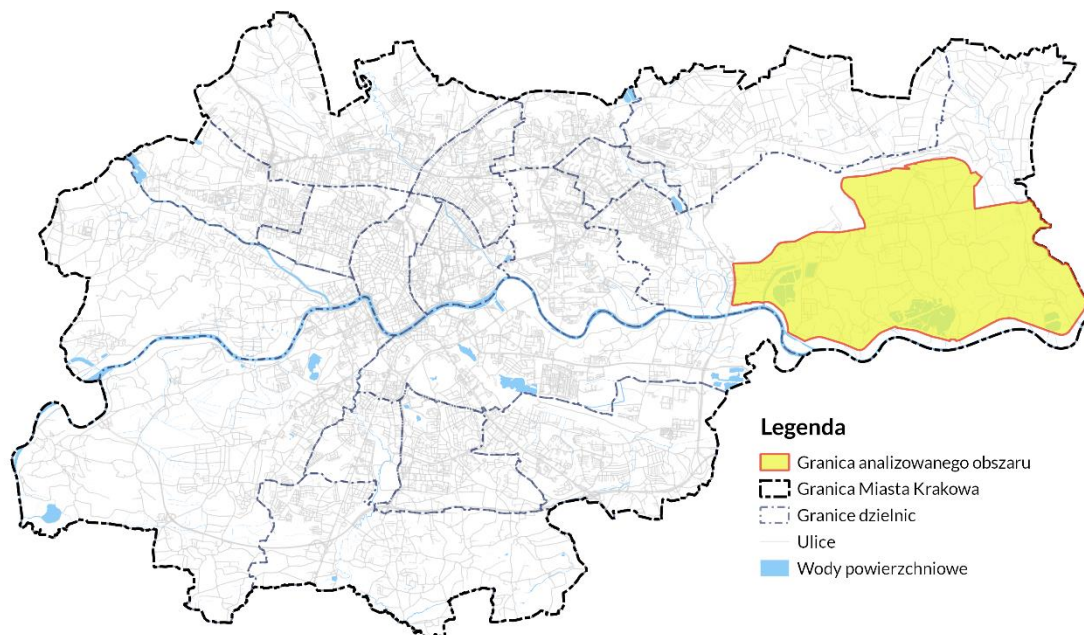 Legenda
Granica analizowanego obszaru
Granica Miasta Krakowa
Granice dzielnic
Ulice
Wody powierzchniowe